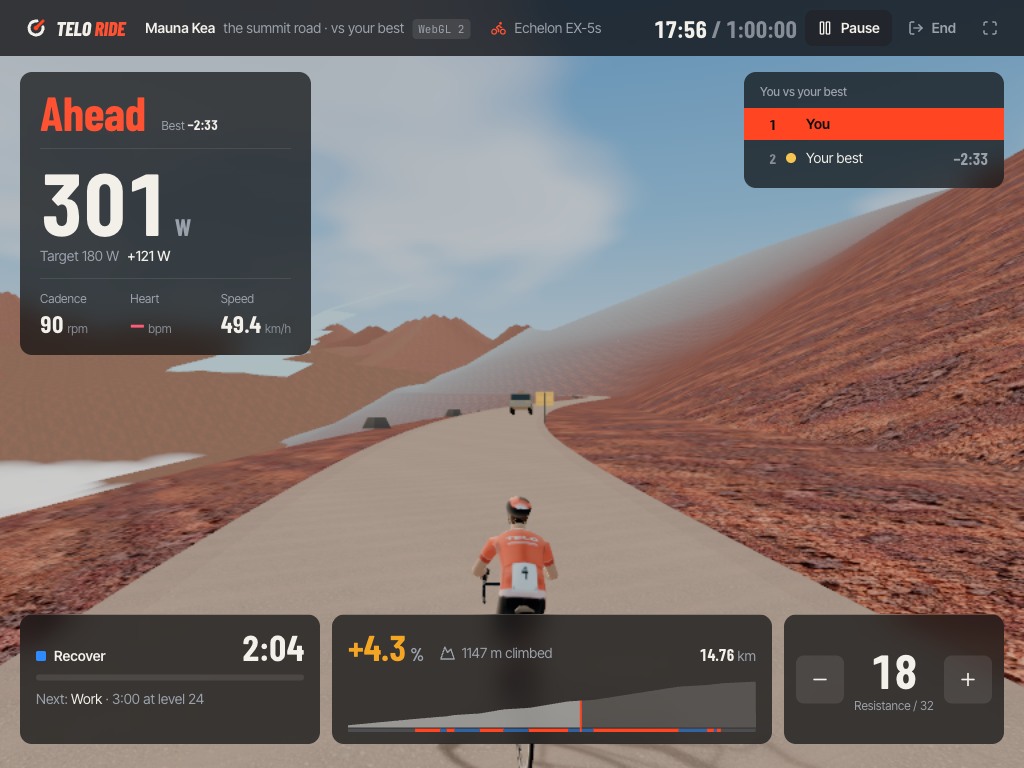 TELO RIDE
Mauna Kea the summit road · vs your best WebGL 2
Echelon EX-5s
17:56 / 1:00:00
Pause
End
Ahead Best −2:33
301 W
Target 180 W +121 W
Cadence Heart Speed
90 rpm — bpm 49.4 km/h
You vs your best
1 You
2 Your best −2:33
TELO
4
Recover 2:04
Next: Work · 3:00 at level 24
+4.3 % 1147 m climbed 14.76 km
− 18 +
Resistance / 32